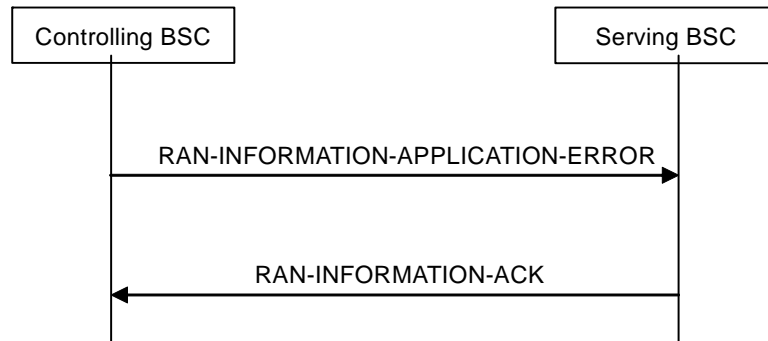 Controlling BSC
Serving BSC
RAN-INFORMATION-APPLICATION-ERROR
RAN-INFORMATION-ACK